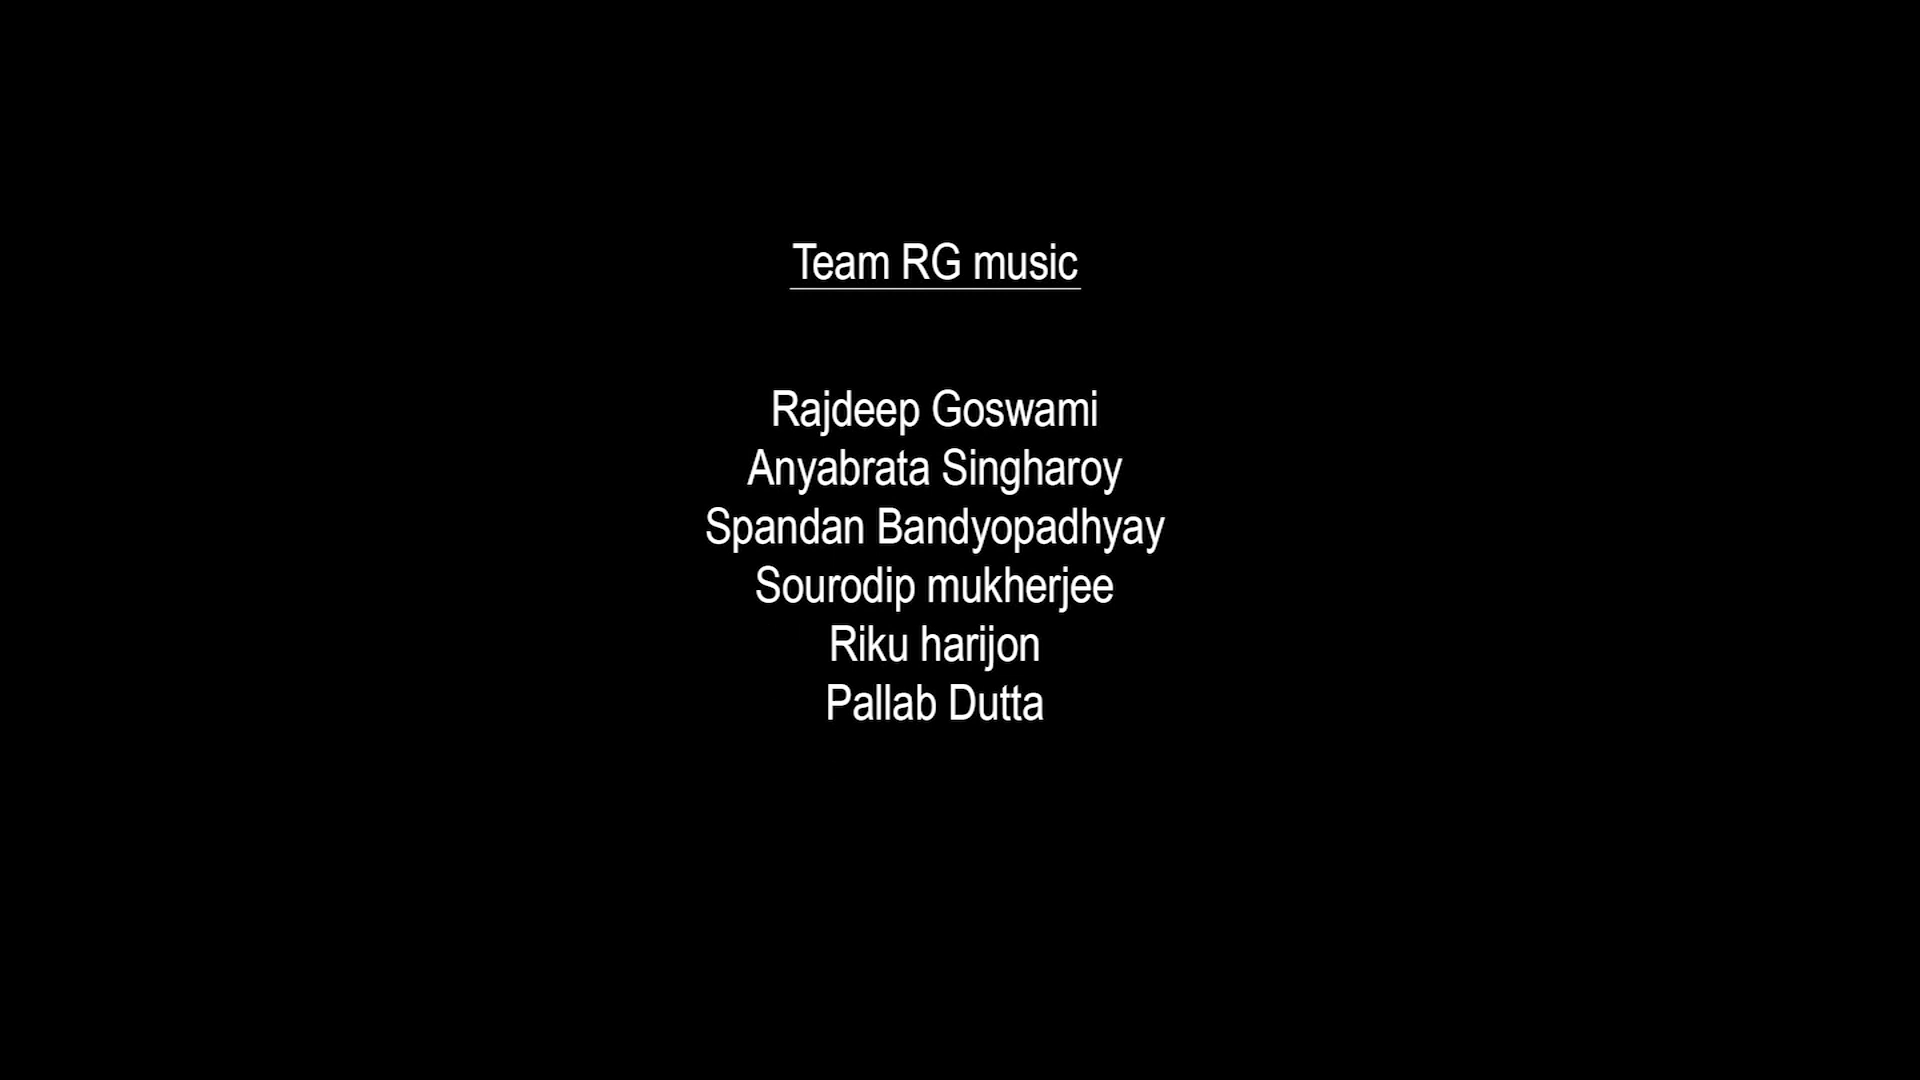 Team RG music
Rajdeep Goswami
Anyabrata Singharoy
Spandan Bandyopadhyay
Sourodip mukherjee
Riku harijon
Pallab Dutta